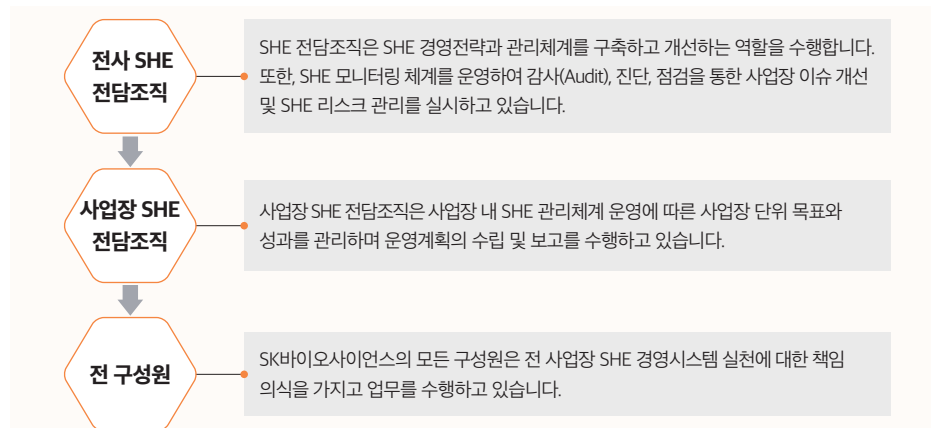 전사 SHE
전담조직
SHE 전담조직은 SHE 경영전략과 관리체계를 구축하고 개선하는 역할을 수행합니다.
또한, SHE 모니터링 체계를 운영하여 감사(Audit), 진단, 점검을 통한 사업장 이슈 개선
및 SHE 리스크 관리를 실시하고 있습니다.
사업장 SHE
전담조직
사업장 SHE 전담조직은 사업장 내 SHE 관리체계 운영에 따른 사업장 단위 목표와
성과를 관리하며 운영계획의 수립 및 보고를 수행하고 있습니다.
전 구성원
SK바이오사이언스의 모든 구성원은 전 사업장 SHE 경영시스템 실천에 대한 책임
의식을 가지고 업무를 수행하고 있습니다.